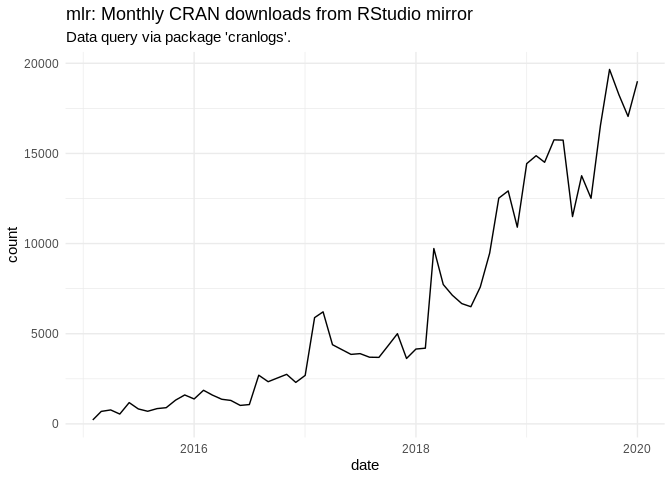 mlr: Monthly CRAN downloads from RStudio mirror
Data query via package 'cranlogs'.
20000
15000
10000
5000
0
count
2016
2018
2020
date